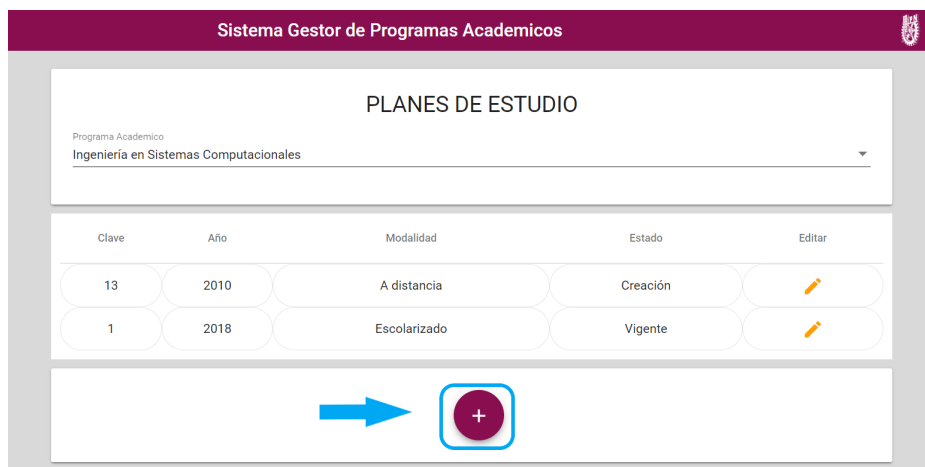 Sistema Gestor de Programas Academicos
PLANES DE ESTUDIO
Programa Academico
Ingeniería en Sistemas Computacionales
Clave Año Modalidad Estado Editar
13 2010 A distancia Creación
1 2018 Escolarizado Vigente
+